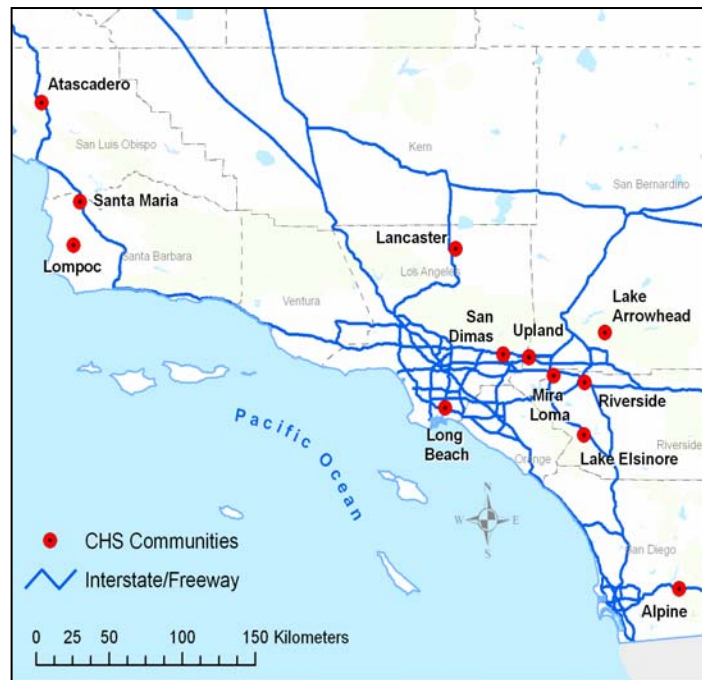 Atascadero
San Luis Obispo
Kern
San Bernardino
Santa Maria
Lancaster
Lompoc
Santa Barbara
Los Angeles
Ventura
San
Dimas
Upland
Lake
Arrowhead
Mira
Loma
Riverside
Long
Beach
Lake Elsinore
Riverside
Orange
Pacific Ocean
N
W
E
S
San Diego
Alpine
CHS Communities
Interstate/Freeway
0 25 50 100 150 Kilometers